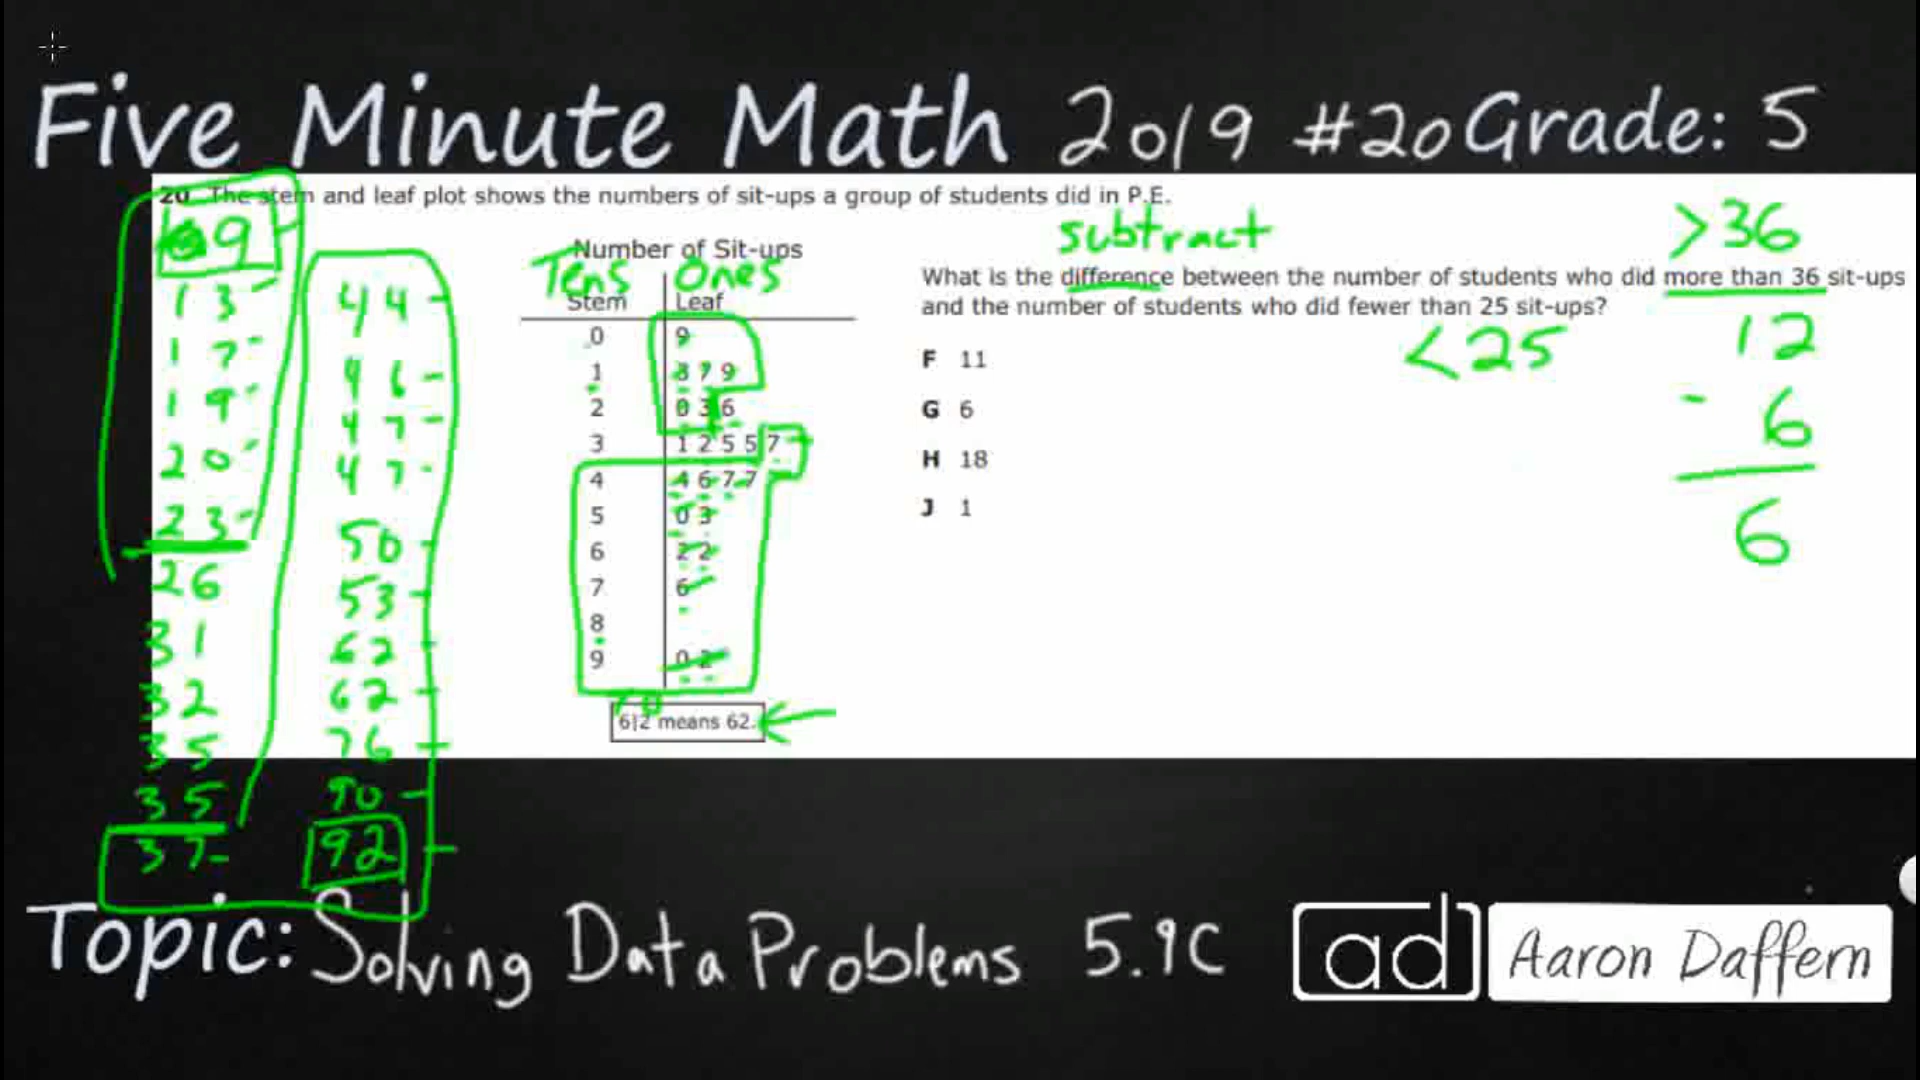 Five Minute Math 2019 #20 Grade: 5
20 The stem and leaf plot shows the numbers of sit-ups a group of students did in P.E.
Number of Sit-ups
Tens Ones
Stem Leaf
0 9
1 3 7 9
2 0 3 6
3 1 2 5 5 7
4 4 6 7 7
5 0 3
6 2 2
7 6
8
9 0 2
6|2 means 62.
subtract
>36
What is the difference between the number of students who did more than 36 sit-ups
and the number of students who did fewer than 25 sit-ups?
<25
F 11
G 6
H 18
J 1
12
- 6
6
9
13
17
19
20
23
26
31
32
35
35
37
44
46
47
47
50
53
62
62
76
90
92
Topic: Solving Data Problems 5.9C
ad Aaron Daffern